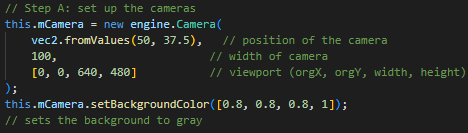 // Step A: set up the cameras
this.mCamera = new engine.Camera(
    vec2.fromValues(50, 37.5),   // position of the camera
    100,                       // width of camera
    [0, 0, 640, 480]           // viewport (orgX, orgY, width, height)
);
this.mCamera.setBackgroundColor([0.8, 0.8, 0.8, 1]);
// sets the background to gray